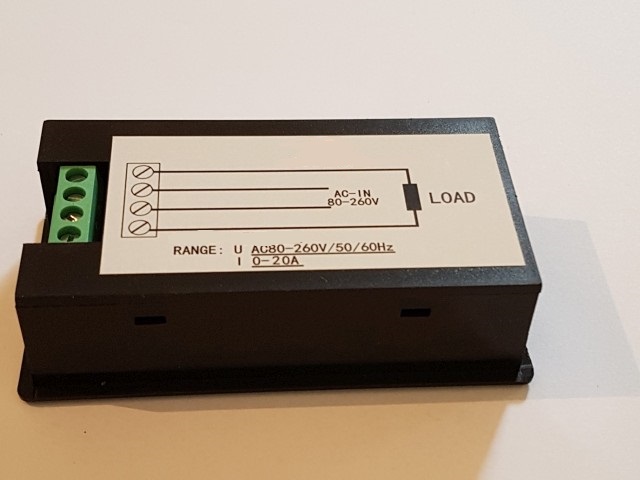 AC-IN
80-260V
LOAD
RANGE: U AC80-260V/50/60Hz
I 0-20A